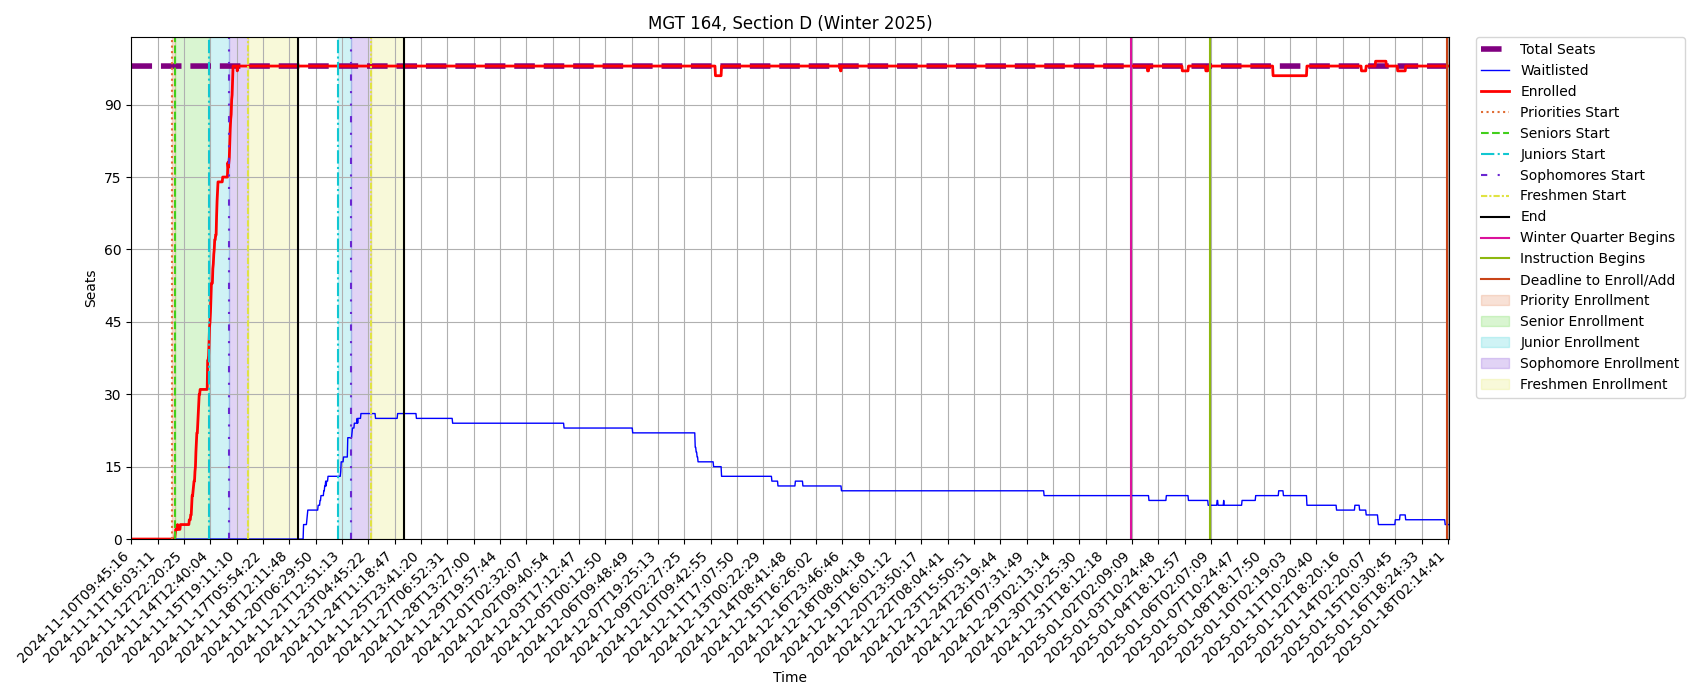 MGT 164, Section D (Winter 2025)
Seats
90
75
60
45
30
15
0
2024-11-10T09:45:16
2024-11-11T16:03:11
2024-11-12T22:20:25
2024-11-14T12:40:04
2024-11-15T19:11:10
2024-11-17T05:54:22
2024-11-18T12:11:48
2024-11-20T06:29:50
2024-11-21T12:51:13
2024-11-23T04:45:22
2024-11-24T11:18:47
2024-11-25T23:41:20
2024-11-27T06:52:31
2024-11-28T13:27:00
2024-11-29T19:57:44
2024-12-01T02:32:07
2024-12-02T09:40:54
2024-12-03T17:12:47
2024-12-05T00:12:50
2024-12-06T09:48:49
2024-12-07T19:25:13
2024-12-09T02:27:25
2024-12-10T09:42:55
2024-12-11T17:07:50
2024-12-13T00:22:29
2024-12-14T08:41:48
2024-12-15T16:26:02
2024-12-16T23:46:46
2024-12-18T08:04:18
2024-12-19T16:01:12
2024-12-20T23:50:17
2024-12-22T08:04:41
2024-12-23T15:50:51
2024-12-24T23:19:44
2024-12-26T07:31:49
2024-12-29T02:13:14
2024-12-30T10:25:30
2024-12-31T18:12:18
2025-01-02T02:09:09
2025-01-03T10:24:48
2025-01-04T18:12:57
2025-01-06T02:07:09
2025-01-07T10:24:47
2025-01-08T18:17:50
2025-01-10T02:19:03
2025-01-11T10:20:40
2025-01-12T18:20:16
2025-01-14T02:20:07
2025-01-15T10:30:45
2025-01-16T18:24:33
2025-01-18T02:14:41
Time
Total Seats
Waitlisted
Enrolled
Priorities Start
Seniors Start
Juniors Start
Sophomores Start
Freshmen Start
End
Winter Quarter Begins
Instruction Begins
Deadline to Enroll/Add
Priority Enrollment
Senior Enrollment
Junior Enrollment
Sophomore Enrollment
Freshmen Enrollment